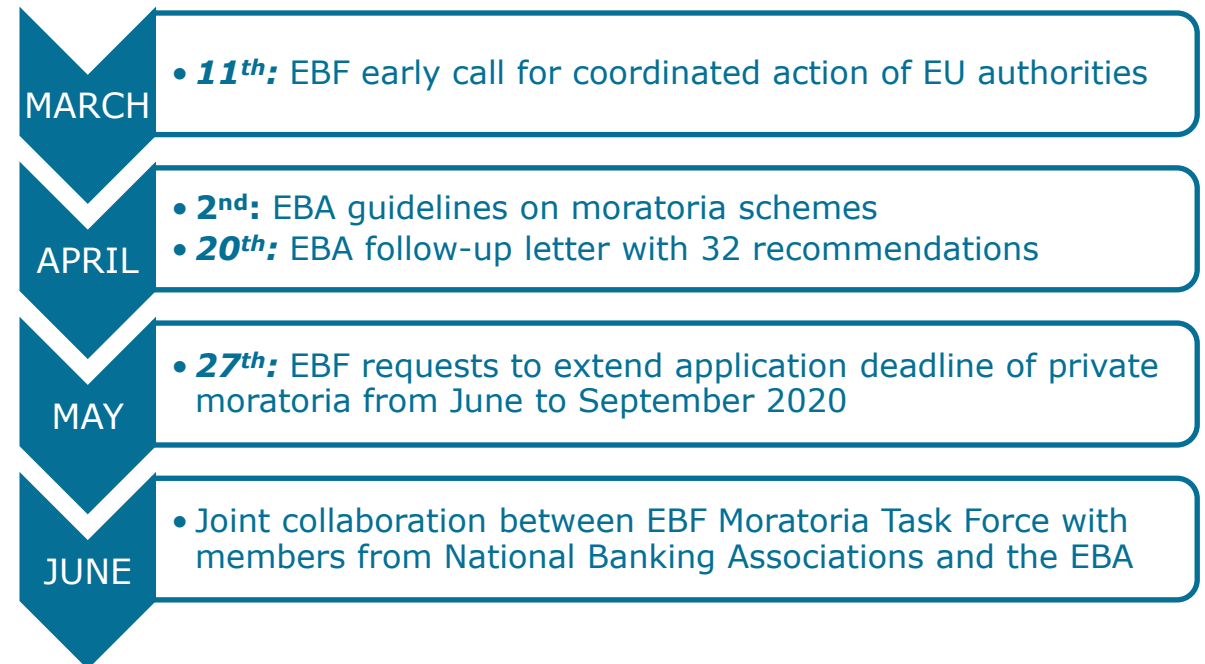 MARCH
• 11th: EBF early call for coordinated action of EU authorities
APRIL
• 2nd: EBA guidelines on moratoria schemes
• 20th: EBA follow-up letter with 32 recommendations
MAY
• 27th: EBF requests to extend application deadline of private
moratoria from June to September 2020
JUNE
• Joint collaboration between EBF Moratoria Task Force with
members from National Banking Associations and the EBA